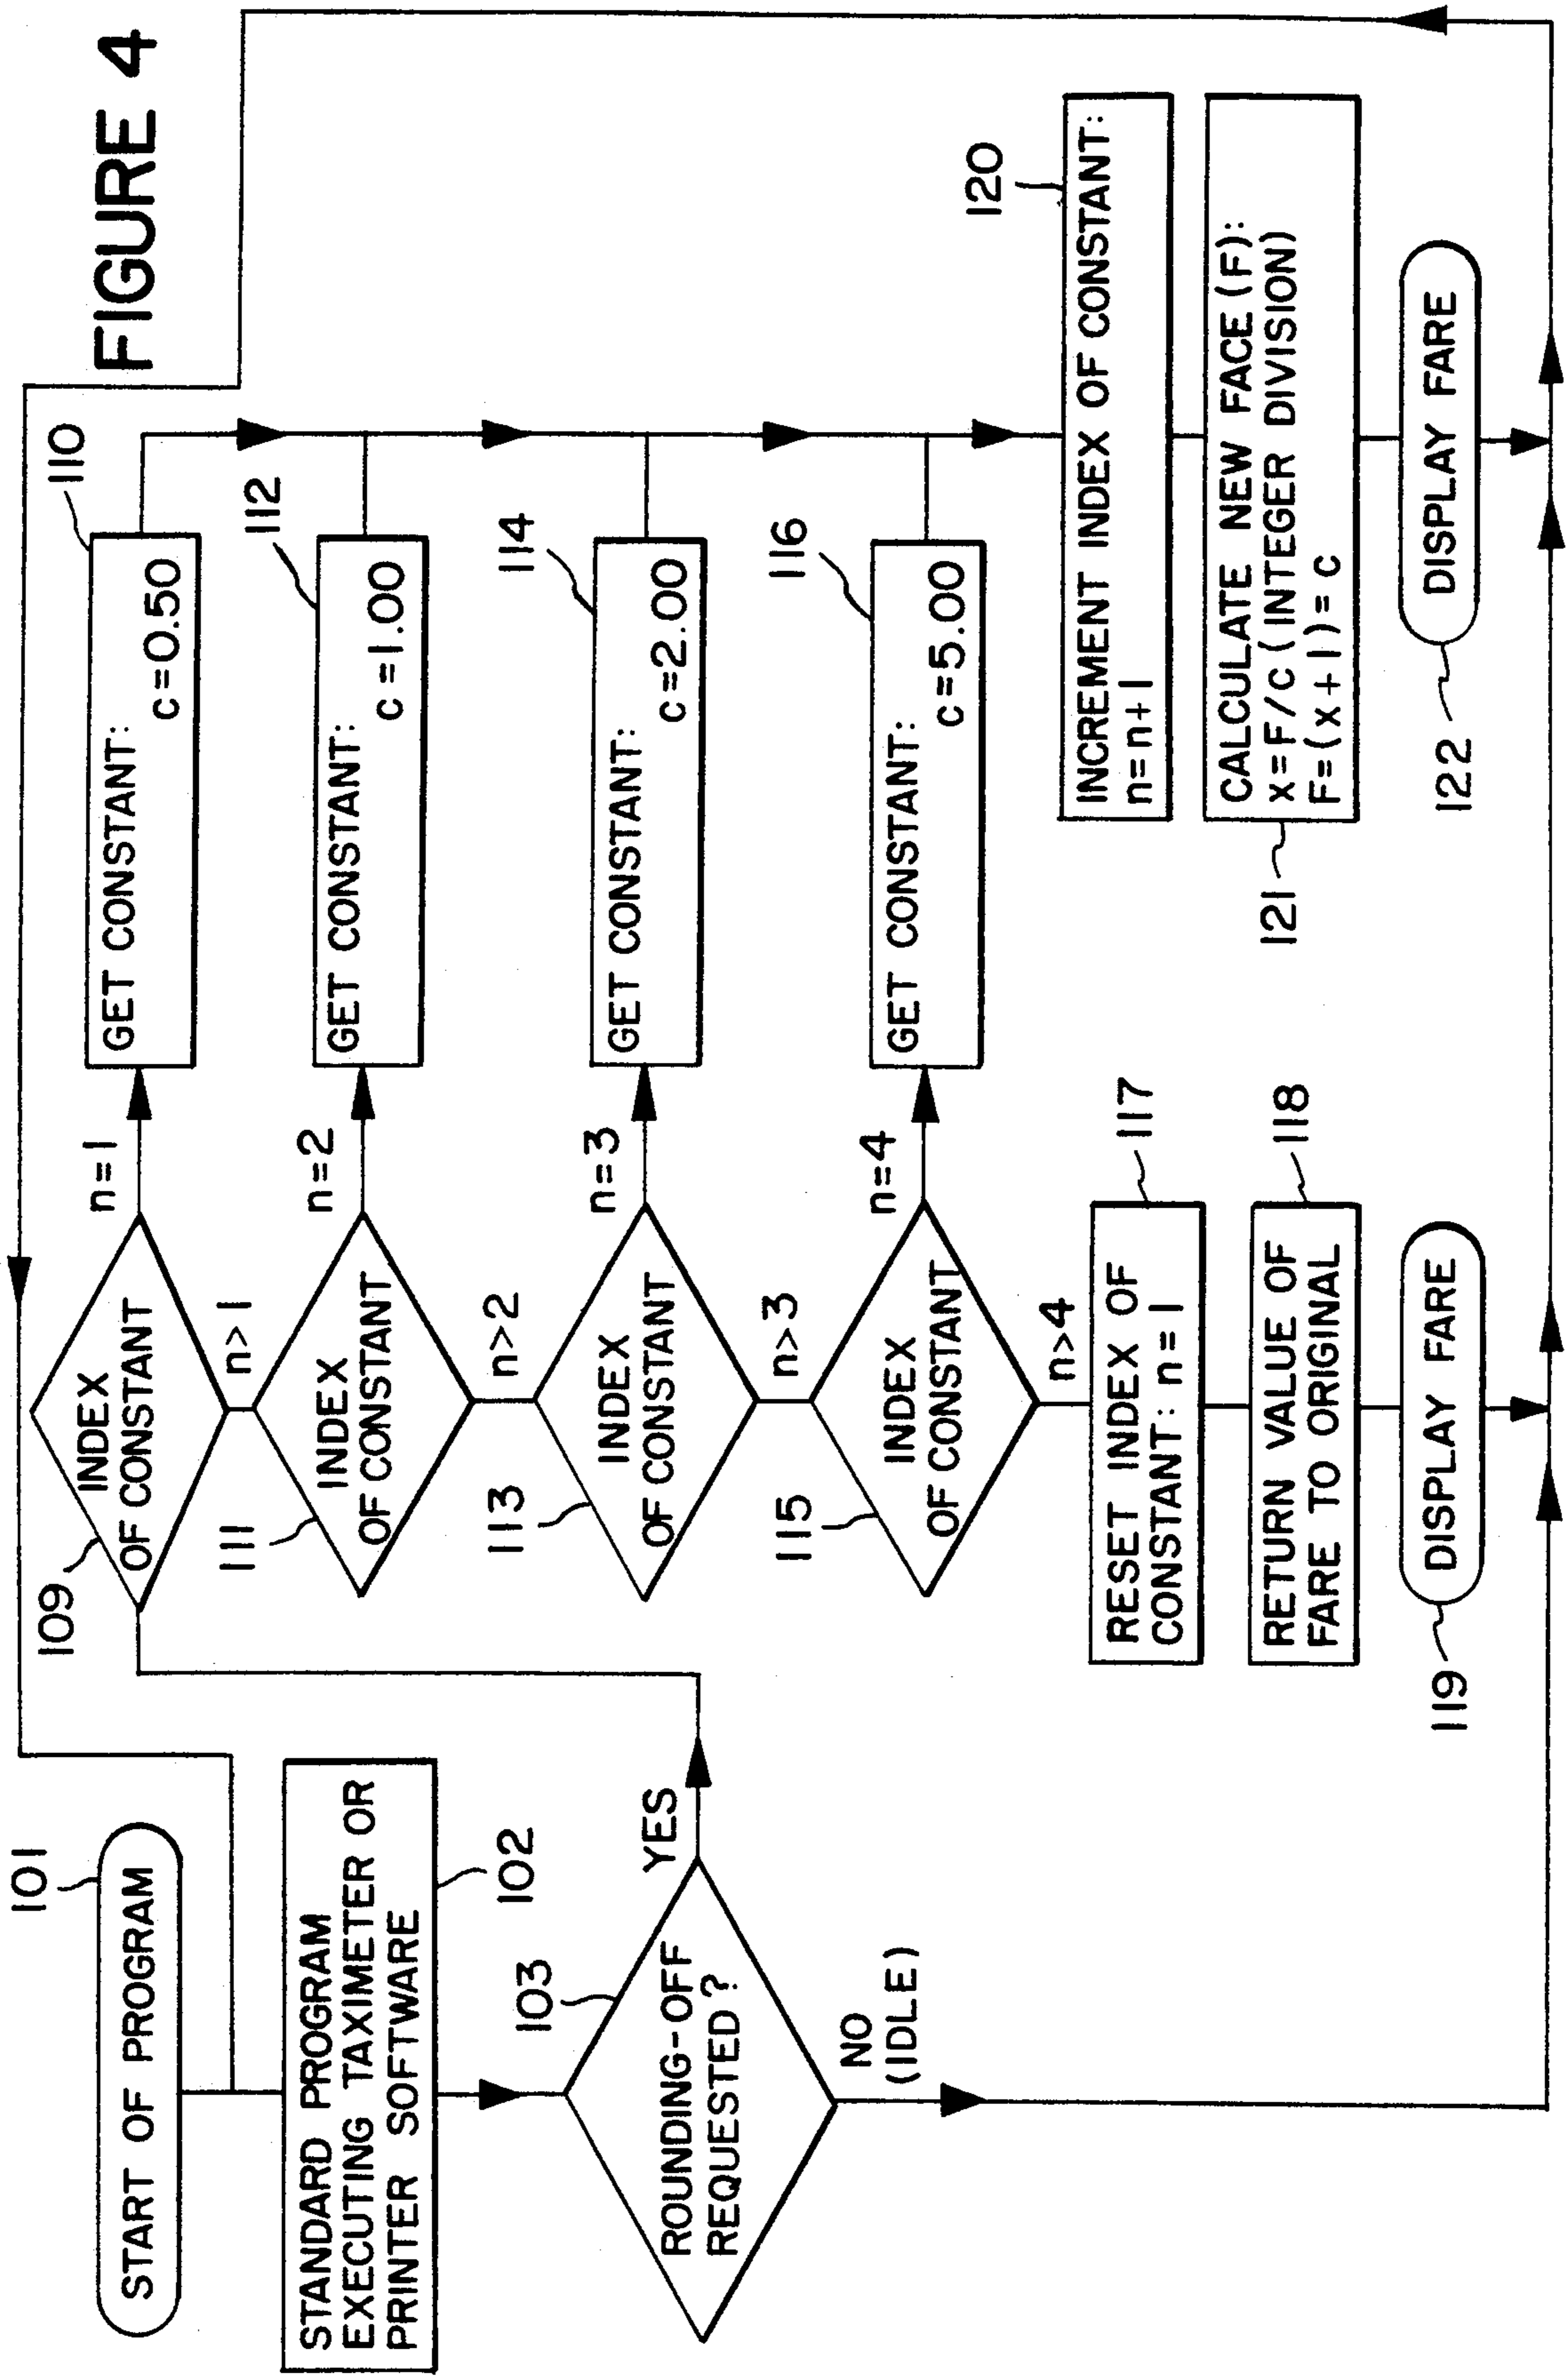 FIGURE 4
101
START OF PROGRAM
STANDARD PROGRAM
EXECUTING TAXIMETER OR
PRINTER SOFTWARE
102
103
ROUNDING-OFF
REQUESTED?
YES
NO
(IDLE)
109
INDEX
OF CONSTANT
n=1
110
GET CONSTANT:
c=0.50
n>1
111
INDEX
OF CONSTANT
n=2
112
GET CONSTANT:
c=1.00
n>2
113
INDEX
OF CONSTANT
n=3
114
GET CONSTANT:
c=2.00
n>3
115
INDEX
OF CONSTANT
n=4
116
GET CONSTANT:
c=5.00
n>4
117
RESET INDEX OF
CONSTANT: n=1
118
RETURN VALUE OF
FARE TO ORIGINAL
119
DISPLAY FARE
120
INCREMENT INDEX OF CONSTANT:
n=n+1
121
CALCULATE NEW FACE (F):
X=F/c (INTEGER DIVISION)
F=(x+1)=c
122
DISPLAY FARE